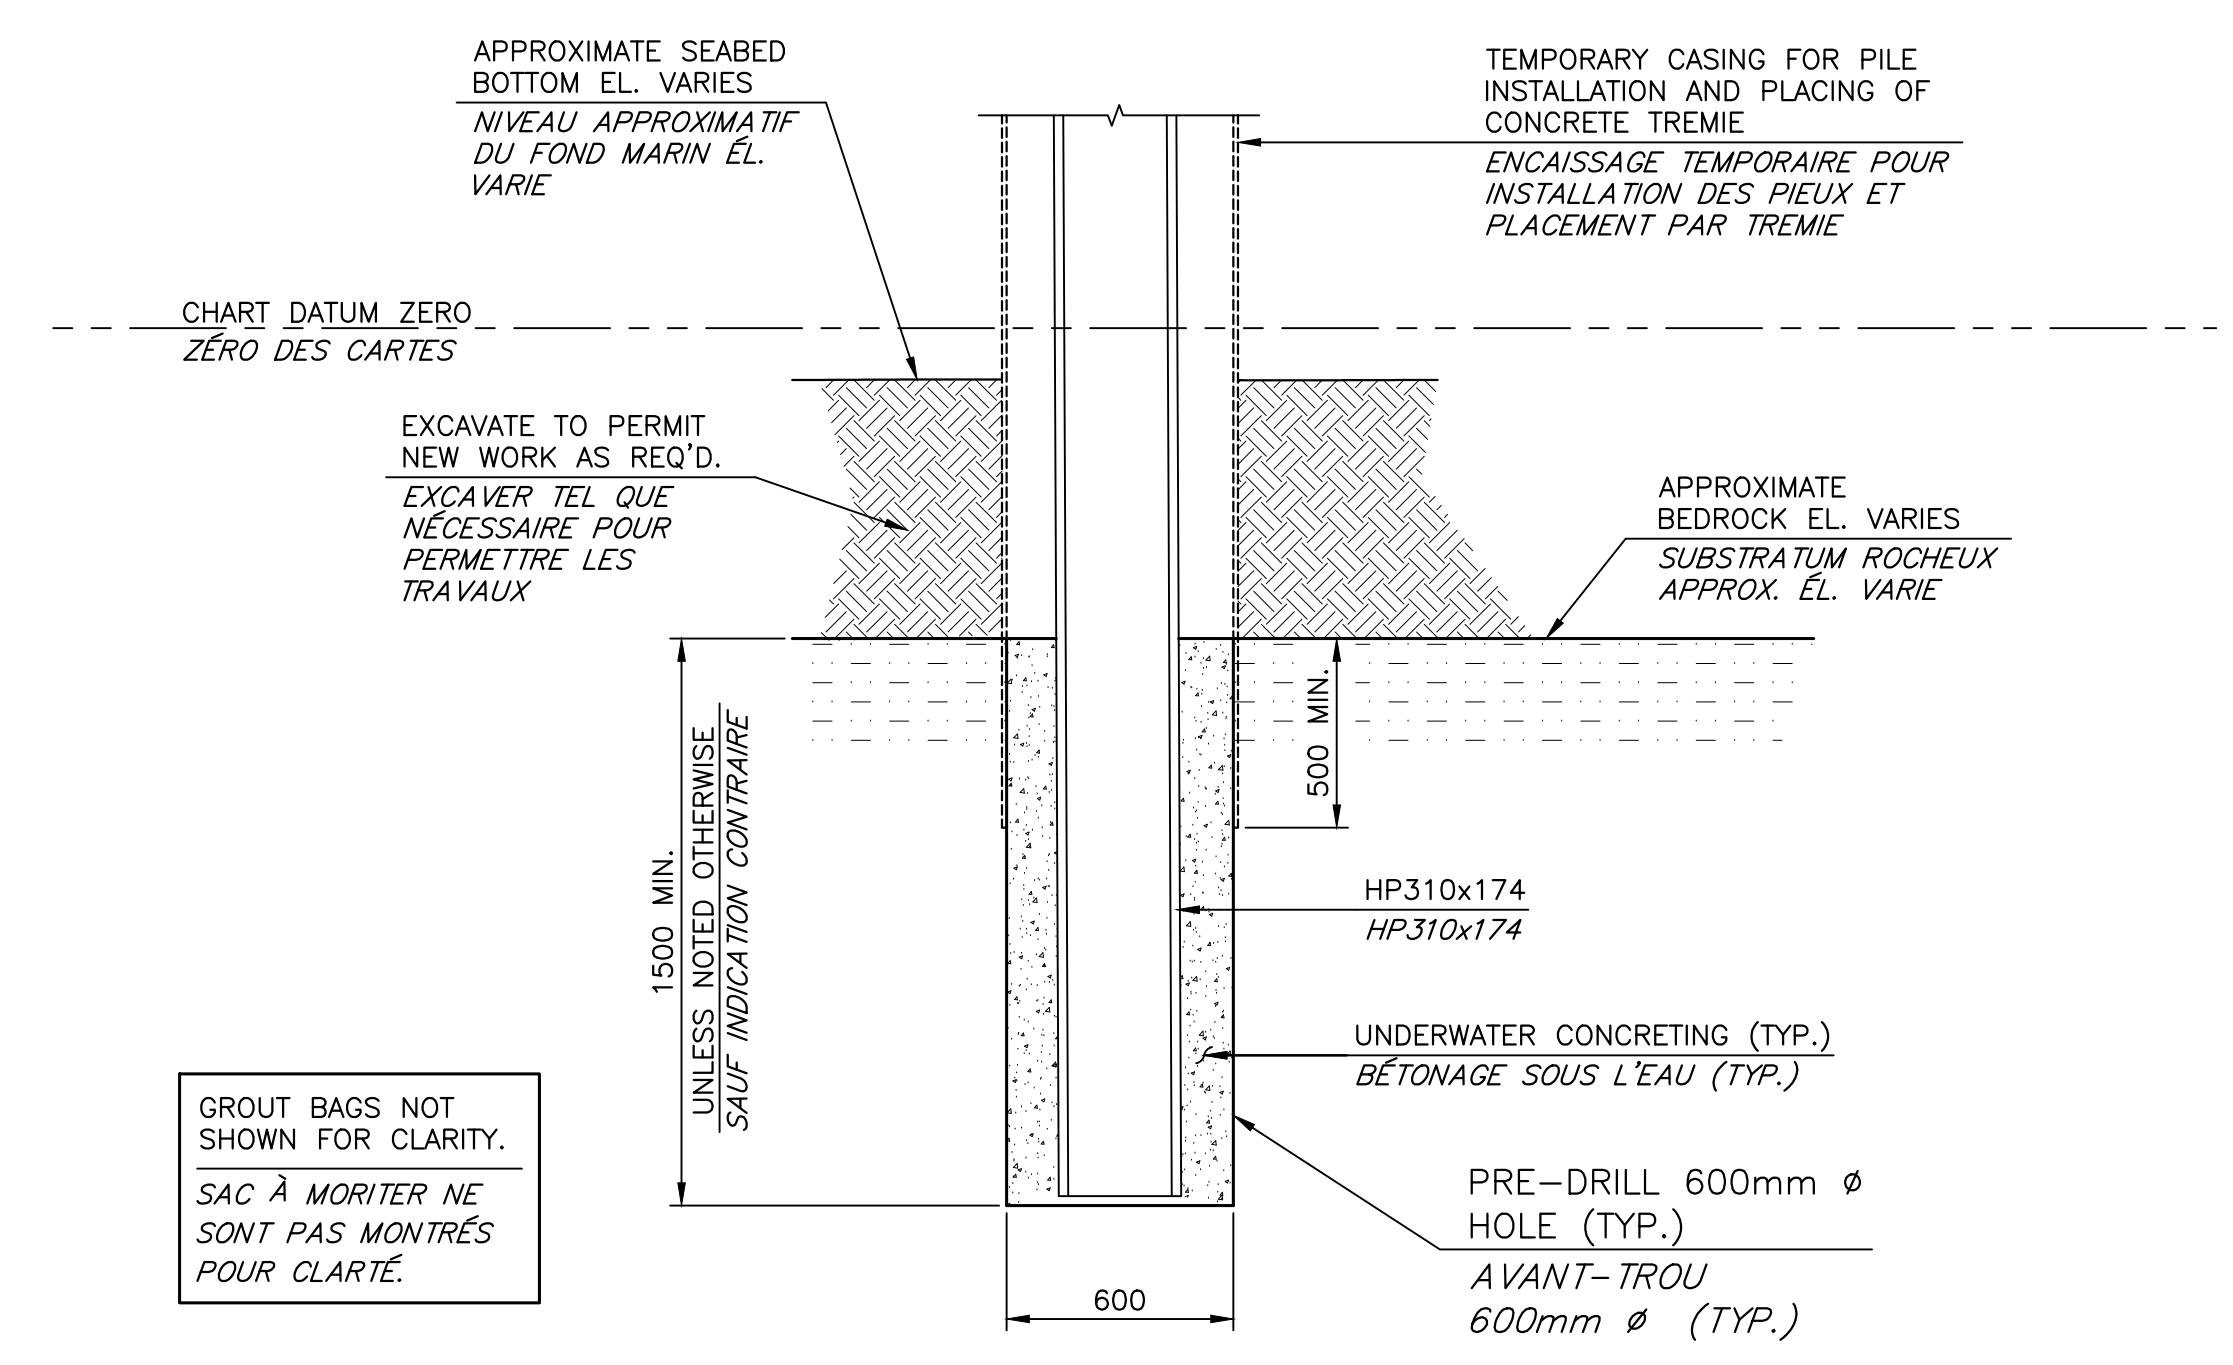 APPROXIMATE SEABED
BOTTOM EL. VARIES
NIVEAU APPROXIMATIF
DU FOND MARIN ÉL.
VARIE
TEMPORARY CASING FOR PILE
INSTALLATION AND PLACING OF
CONCRETE TREMIE
ENCAISSAGE TEMPORAIRE POUR
INSTALLATION DES PIEUX ET
PLACEMENT PAR TREMIE
CHART DATUM ZERO
ZÉRO DES CARTES
EXCAVATE TO PERMIT
NEW WORK AS REQ'D.
EXCAVER TEL QUE
NÉCESSAIRE POUR
PERMETTRE LES
TRAVAUX
APPROXIMATE
BEDROCK EL. VARIES
SUBSTRATUM ROCHEUX
APPROX. ÉL. VARIE
1500 MIN.
UNLESS NOTED OTHERWISE
SAUF INDICATION CONTRAIRE
500 MIN.
HP310x174
HP310x174
UNDERWATER CONCRETING (TYP.)
BÉTONAGE SOUS L'EAU (TYP.)
GROUT BAGS NOT
SHOWN FOR CLARITY.
SAC À MORITER NE
SONT PAS MONTRÉS
POUR CLARTÉ.
PRE-DRILL 600mm ø
HOLE (TYP.)
AVANT-TROU
600mm ø (TYP.)
600